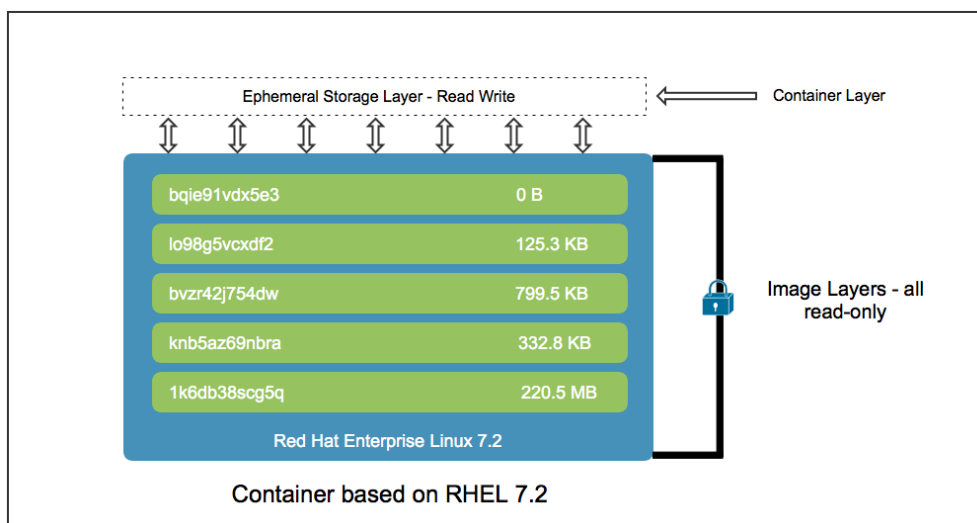 Ephemeral Storage Layer - Read Write
Container Layer
bqie91vdx5e3 0 B
lo98g5vcxdf2 125.3 KB
bvzr42j754dw 799.5 KB
knb5az69nbra 332.8 KB
1k6db38scg5q 220.5 MB
Image Layers - all
read-only
Red Hat Enterprise Linux 7.2
Container based on RHEL 7.2